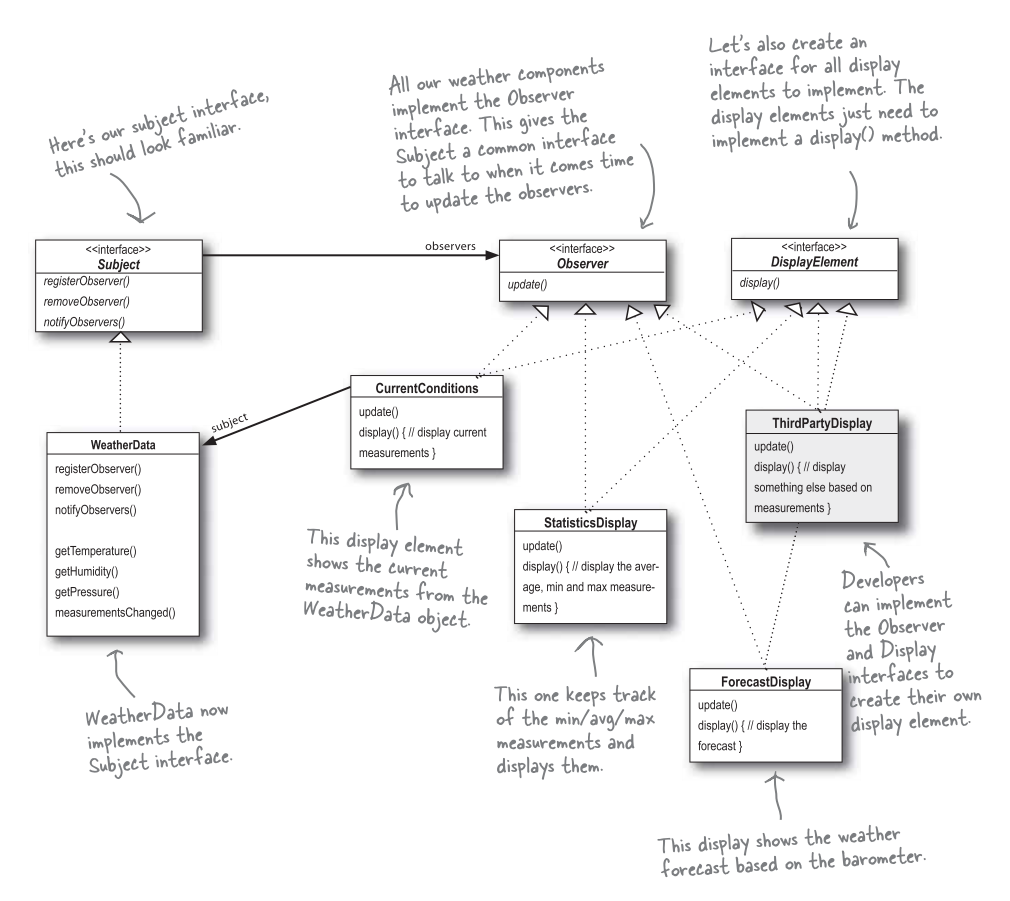 Here's our subject interface,
this should look familiar.
All our weather components
implement the Observer
interface. This gives the
Subject a common interface
to talk to when it comes time
to update the observers.
Let's also create an
interface for all display
elements to implement. The
display elements just need to
implement a display() method.
<<interface>>
Subject
registerObserver()
removeObserver()
notifyObservers()
observers
<<interface>>
Observer
update()
<<interface>>
DisplayElement
display()
subject
WeatherData
registerObserver()
removeObserver()
notifyObservers()
getTemperature()
getHumidity()
getPressure()
measurementsChanged()
CurrentConditions
update()
display() { // display current
measurements }
ThirdPartyDisplay
update()
display() { // display
something else based on
measurements }
StatisticsDisplay
update()
display() { // display the aver-
age, min and max measure-
ments }
This display element
shows the current
measurements from the
WeatherData object.
Developers
can implement
the Observer
and Display
interfaces to
create their own
display element.
ForecastDisplay
update()
display() { // display the
forecast }
WeatherData now
implements the
Subject interface.
This one keeps track
of the min/avg/max
measurements and
displays them.
This display shows the weather
forecast based on the barometer.